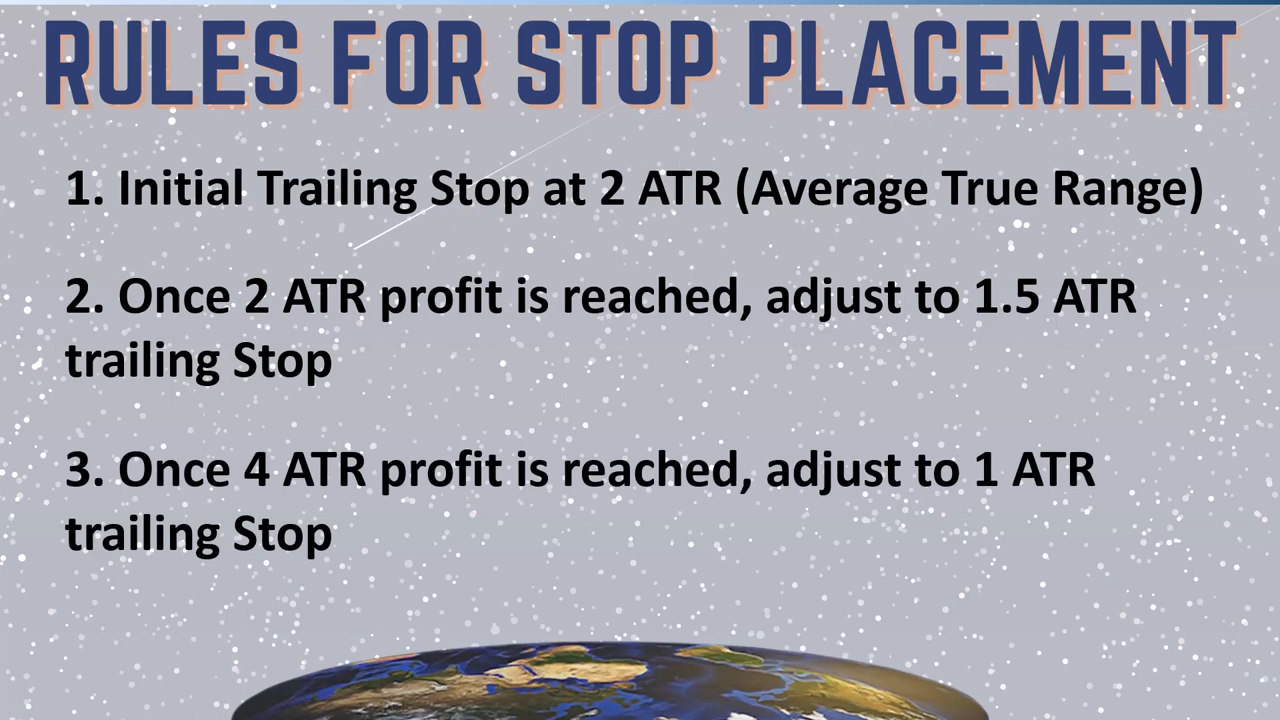 RULES FOR STOP PLACEMENT
1. Initial Trailing Stop at 2 ATR (Average True Range)
2. Once 2 ATR profit is reached, adjust to 1.5 ATR
trailing Stop
3. Once 4 ATR profit is reached, adjust to 1 ATR
trailing Stop